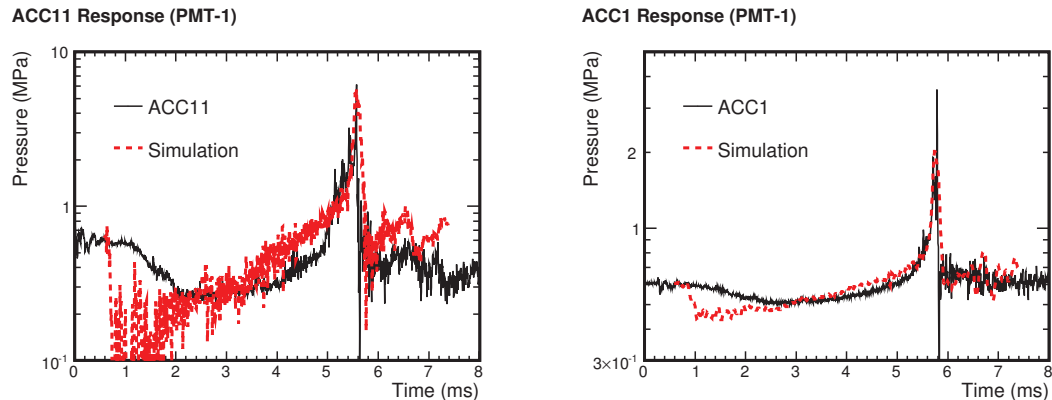 ACC11 Response (PMT-1)
Pressure (MPa)
10
1
10⁻¹
ACC11
Simulation
0 1 2 3 4 5 6 7 8
Time (ms)
ACC1 Response (PMT-1)
Pressure (MPa)
2
1
3×10⁻¹
ACC1
Simulation
0 1 2 3 4 5 6 7 8
Time (ms)